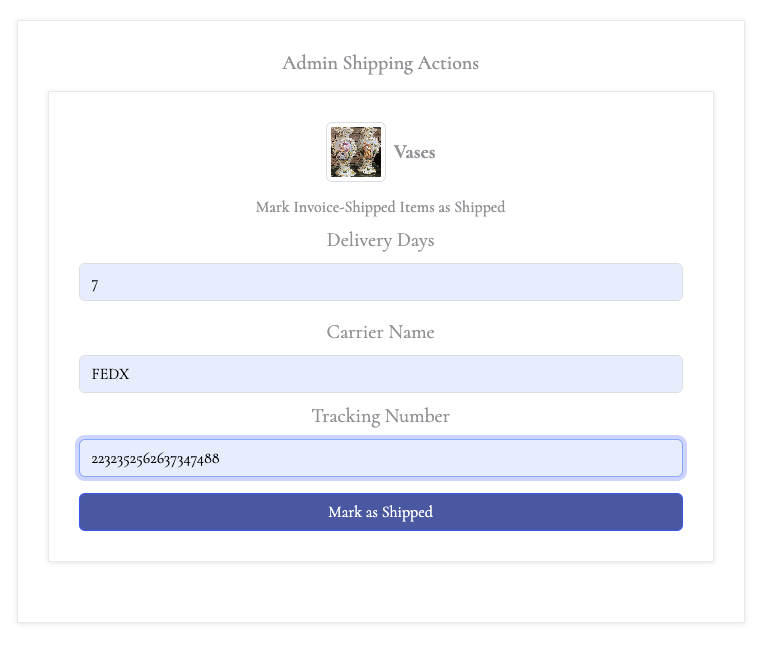 Admin Shipping Actions
Vases
Mark Invoice-Shipped Items as Shipped
Delivery Days
7
Carrier Name
FEDX
Tracking Number
2232352562637347488
Mark as Shipped